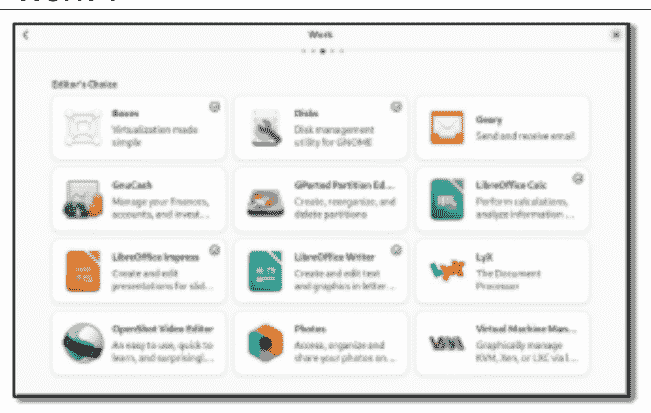 Work
Editor's Choice
Boxes
Virtualization made
simple
Disks
Disk management
utility for GNOME
Geary
Send and receive email
GnuCash
Manage your finances,
accounts, and invest...
GParted Partition Ed...
Create, reorganize, and
delete partitions
LibreOffice Calc
Perform calculations,
analyze information ...
LibreOffice Impress
Create and edit
presentations for slid...
LibreOffice Writer
Create and edit text
and graphics in letter...
LyX
The Document
Processor
OpenShot Video Editor
An easy to use, quick to
learn, and surprisingl...
Photos
Access, organize and
share your photos on...
Virtual Machine Man...
Graphically manage
KVM, Xen, or LXC via l...